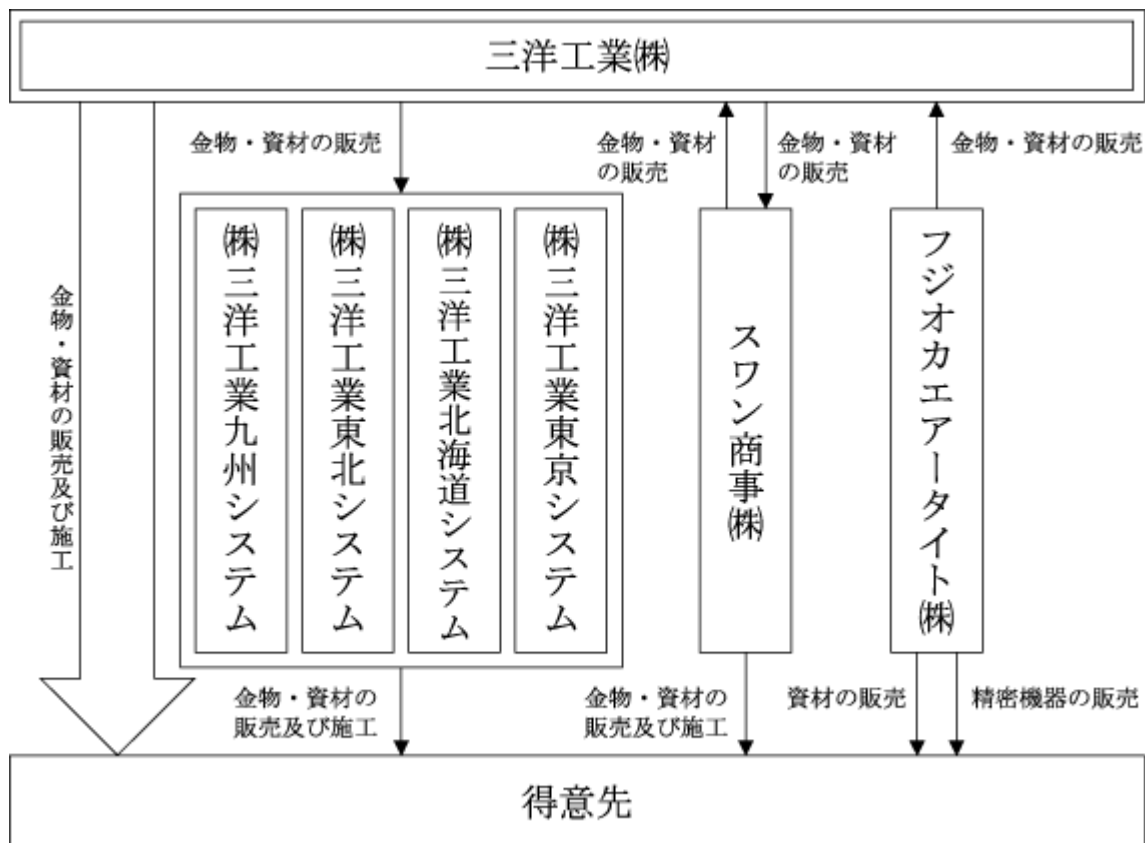 三洋工業㈱
金物・資材の販売
金物・資材
の販売
金物・資材
の販売
金物・資材の販売
金物・資材の販売及び施工
㈱三洋工業九州システム
㈱三洋工業東北システム
㈱三洋工業北海道システム
㈱三洋工業東京システム
スワン商事㈱
フジオカエアータイト㈱
金物・資材の
販売及び施工
金物・資材の
販売及び施工
資材の販売
精密機器の販売
得意先